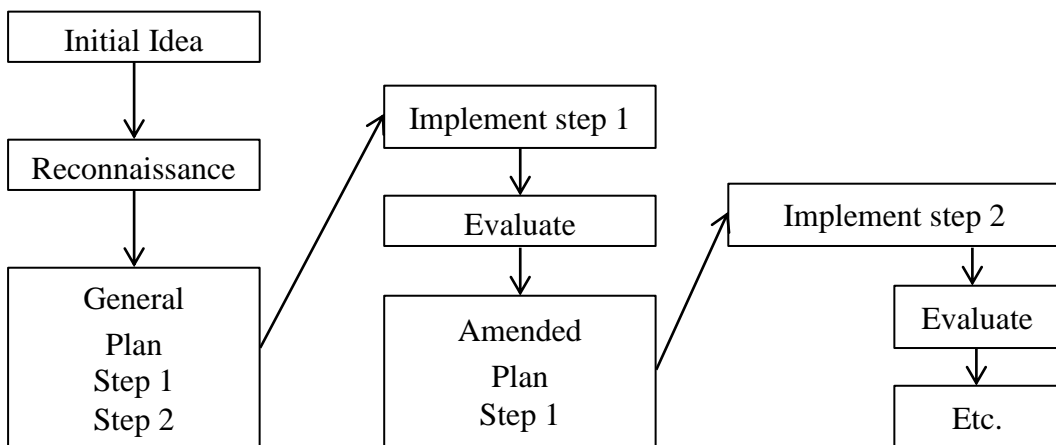 Initial Idea
Reconnaissance
General
Plan
Step 1
Step 2
Implement step 1
Evaluate
Amended
Plan
Step 1
Implement step 2
Evaluate
Etc.